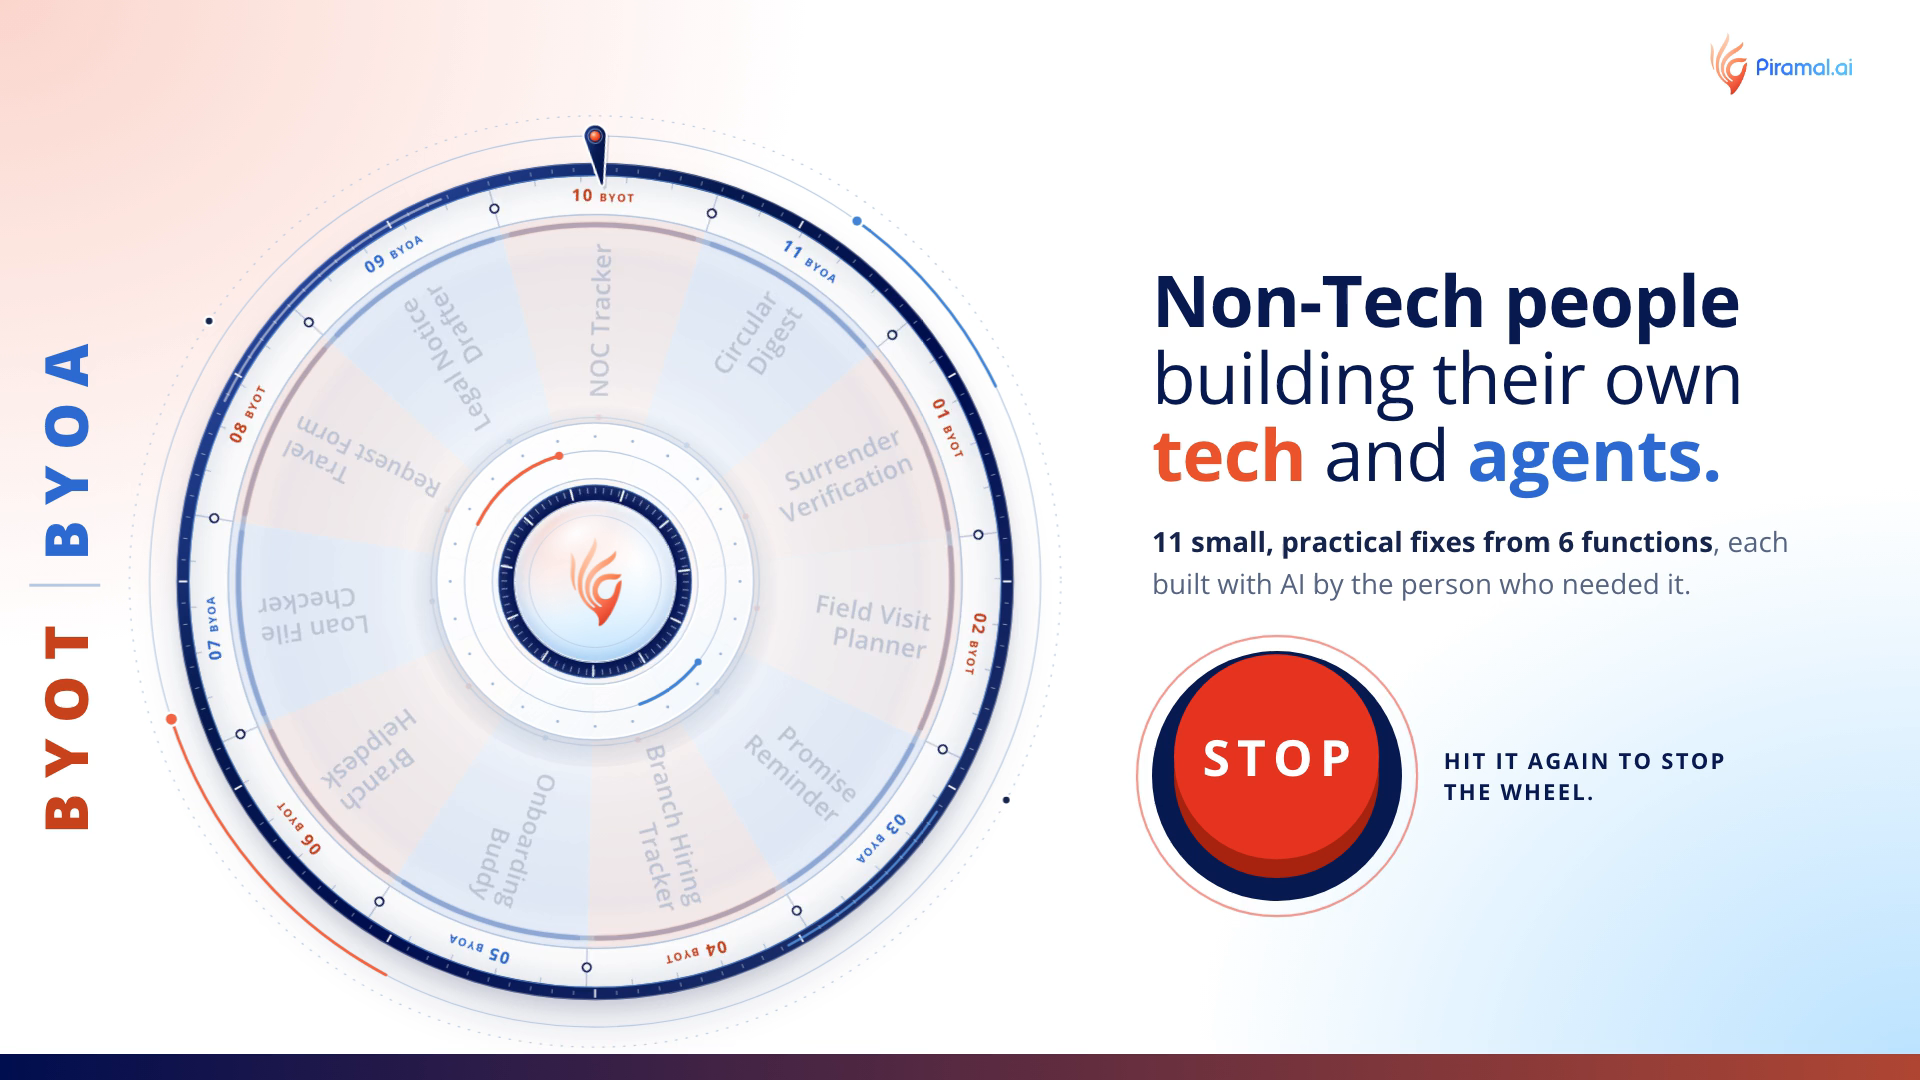 Piramal.ai
BYOT | BYOA
10 BYOT
NOC Tracker
11 BYOA
Circular
Digest
01 BYOT
Surrender
Verification
02 BYOT
Field Visit
Planner
03 BYOA
Promise
Reminder
04 BYOT
Branch Hiring
Tracker
05 BYOA
Onboarding
Buddy
06 BYOT
Branch
Helpdesk
07 BYOA
Loan File
Checker
08 BYOT
Travel
Request Form
09 BYOA
Legal Notice
Drafter
Non-Tech people
building their own
tech and agents.
11 small, practical fixes from 6 functions, each
built with AI by the person who needed it.
STOP
HIT IT AGAIN TO STOP
THE WHEEL.